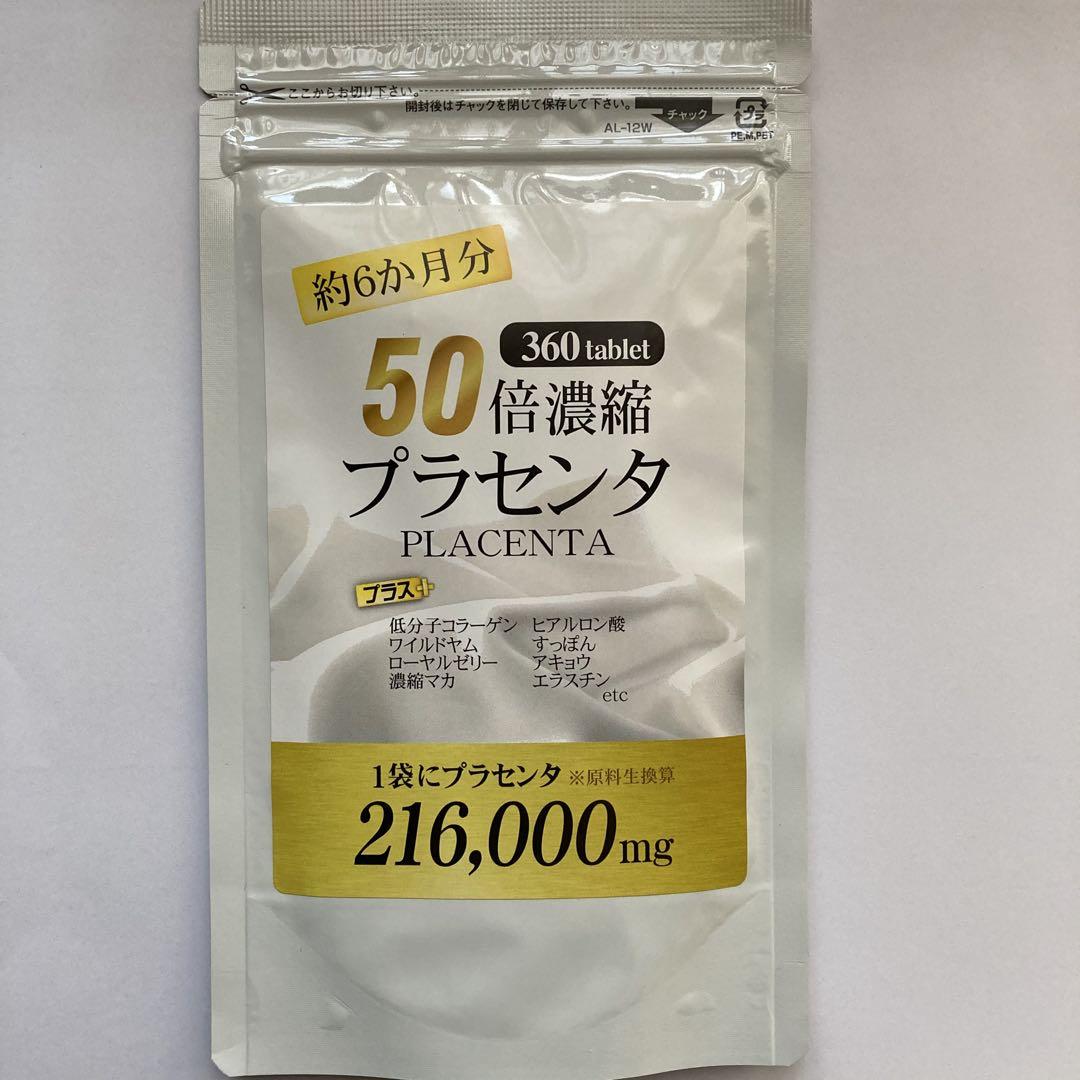 ここからお切り下さい。
開封後はチャックを閉じて保存して下さい。
チャック
プラ
AL-12W
PE,M,PET
約6か月分
360 tablet
50倍濃縮
プラセンタ
PLACENTA
プラス+
低分子コラーゲン ヒアルロン酸
ワイルドヤム すっぽん
ローヤルゼリー アキョウ
濃縮マカ エラスチン
etc
1袋にプラセンタ ※原料生換算
216,000mg